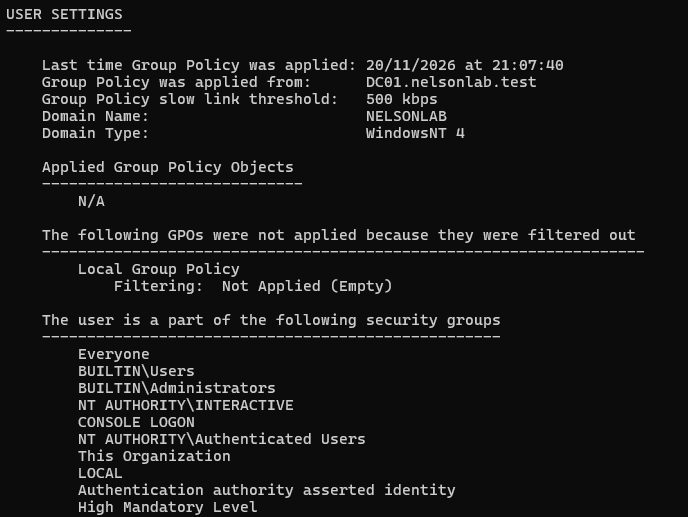 USER SETTINGS
--------------
Last time Group Policy was applied: 20/11/2026 at 21:07:40
Group Policy was applied from:      DC01.nelsonlab.test
Group Policy slow link threshold:   500 kbps
Domain Name:                        NELSONLAB
Domain Type:                        WindowsNT 4
Applied Group Policy Objects
-----------------------------
N/A
The following GPOs were not applied because they were filtered out
-------------------------------------------------------------------
Local Group Policy
Filtering:  Not Applied (Empty)
The user is a part of the following security groups
---------------------------------------------------
Everyone
BUILTIN\Users
BUILTIN\Administrators
NT AUTHORITY\INTERACTIVE
CONSOLE LOGON
NT AUTHORITY\Authenticated Users
This Organization
LOCAL
Authentication authority asserted identity
High Mandatory Level